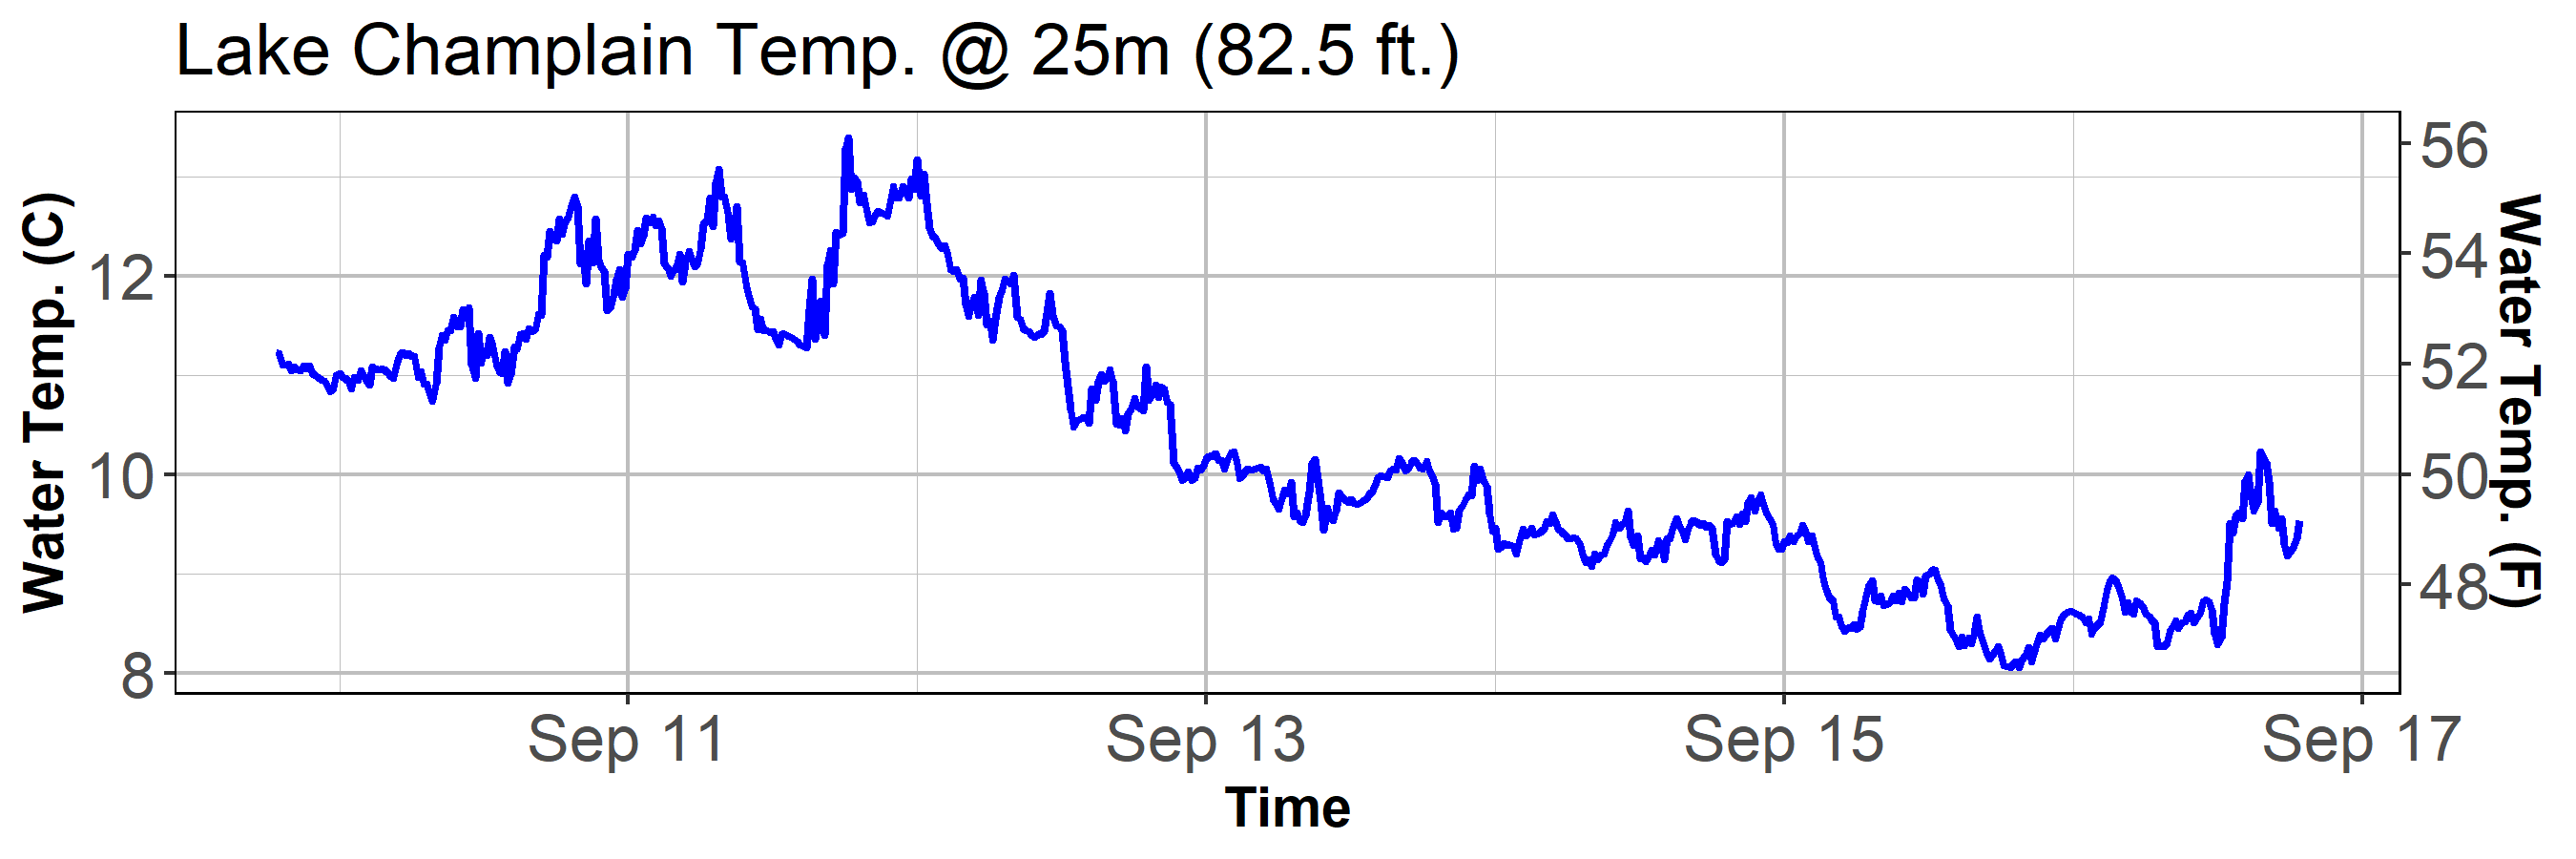 Lake Champlain Temp. @ 25m (82.5 ft.)
Water Temp. (C)
12
10
8
56
54
52
50
48
Water Temp. (F)
Sep 11
Sep 13
Sep 15
Sep 17
Time